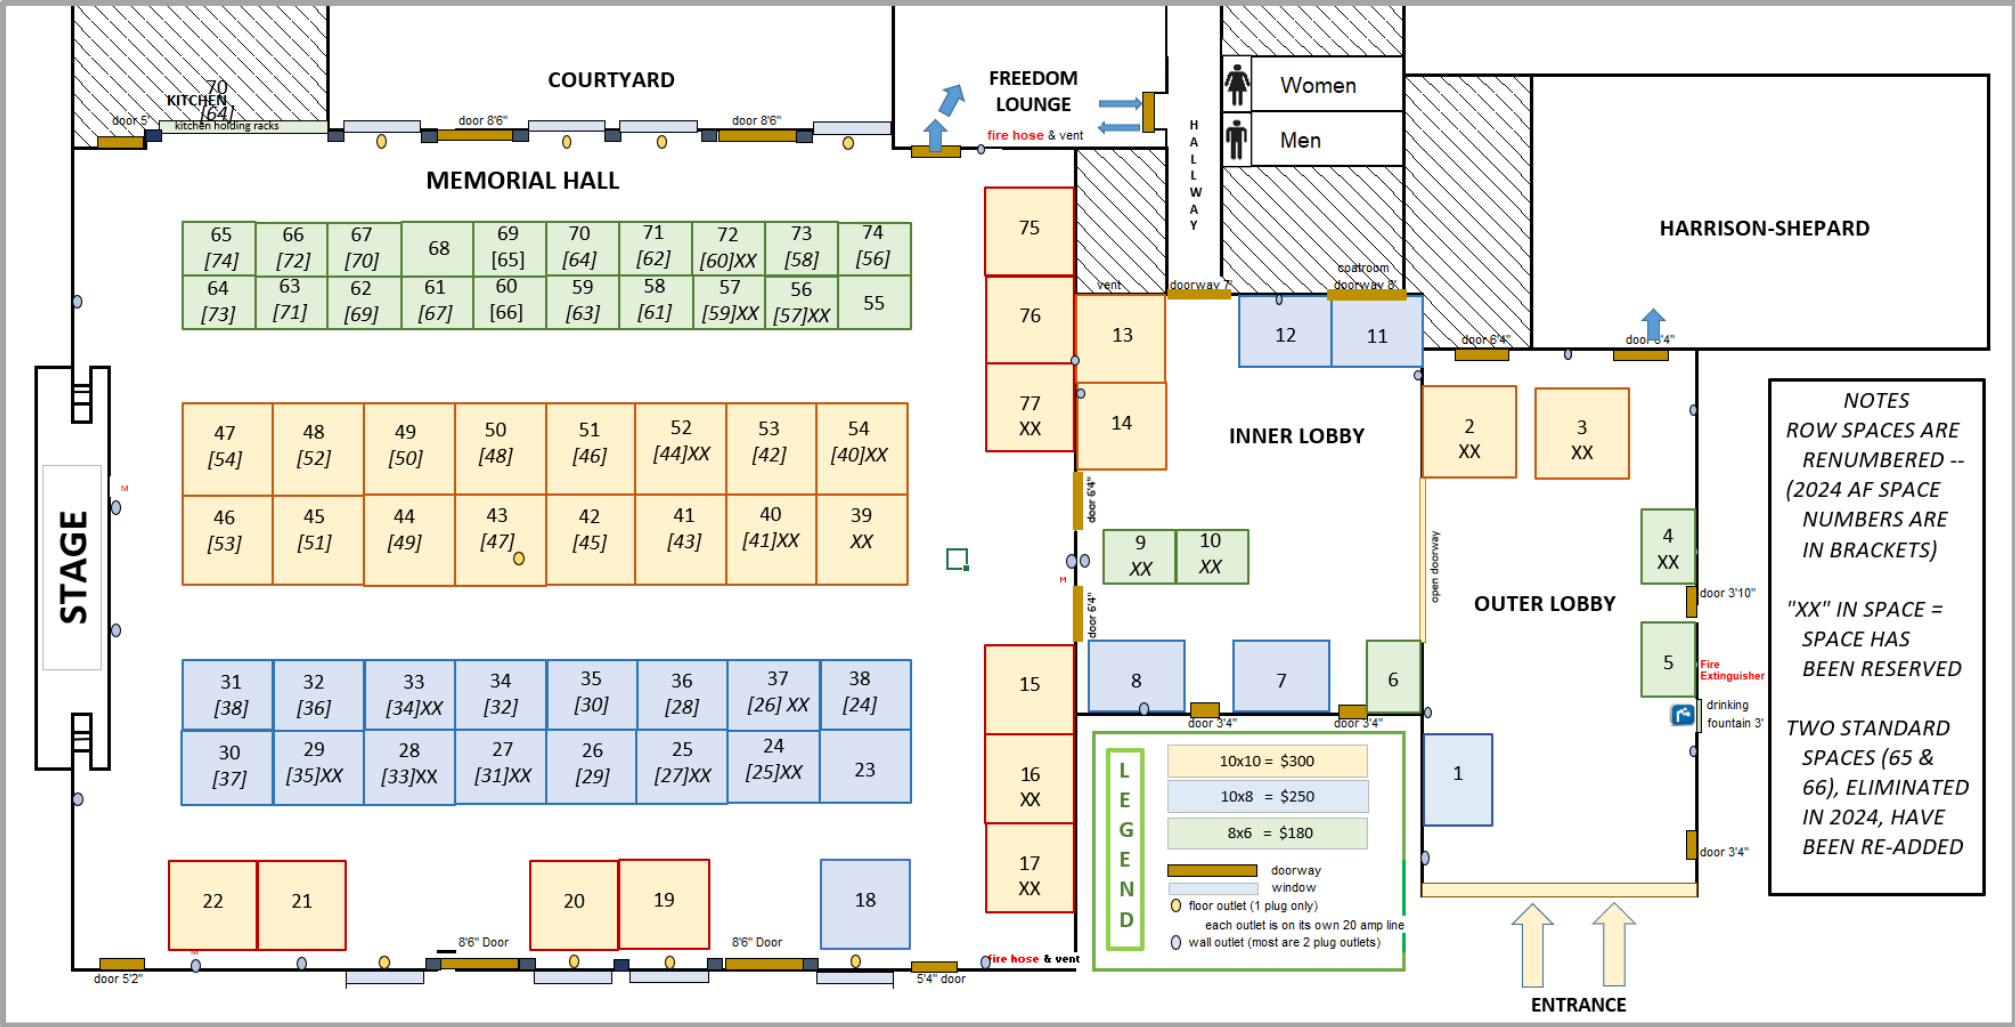 COURTYARD
FREEDOM
LOUNGE
fire hose & vent
HALLWAY
Women
Men
70
KITCHEN
[64]
door 5'
kitchen holding racks
door 8'6"
door 8'6"
MEMORIAL HALL
HARRISON-SHEPARD
65 66 67 68 69 70 71 72 73 74
[74] [72] [70] [65] [64] [62] [60]XX [58] [56]
64 63 62 61 60 59 58 57 56 55
[73] [71] [69] [67] [66] [63] [61] [59]XX [57]XX
75
76
77
XX
vent
doorway 7'
coatroom
doorway 8'
13
14
12 11
0
door 6'4"
door 6'4"
2
XX
3
XX
INNER LOBBY
47 48 49 50 51 52 53 54
[54] [52] [50] [48] [46] [44]XX [42] [40]XX
46 45 44 43 42 41 40 39
[53] [51] [49] [47] [45] [43] [41]XX XX
STAGE
M
M
door 6'4"
door 6'4"
9
XX
10
XX
open doorway
OUTER LOBBY
4
XX
door 3'10"
5
Fire
Extinguisher
drinking
fountain 3'
31 32 33 34 35 36 37 38
[38] [36] [34]XX [32] [30] [28] [26] XX [24]
30 29 28 27 26 25 24 23
[37] [35]XX [33]XX [31]XX [29] [27]XX [25]XX
15
16
XX
17
XX
8 7 6
door 3'4"
door 3'4"
1
door 3'4"
22 21 20 19 18
M
door 5'2"
8'6" Door
8'6" Door
5'4" door
fire hose & vent
LEGEND
10x10 = $300
10x8 = $250
8x6 = $180
doorway
window
floor outlet (1 plug only)
each outlet is on its own 20 amp line
wall outlet (most are 2 plug outlets)
ENTRANCE
NOTES
ROW SPACES ARE
RENUMBERED --
(2024 AF SPACE
NUMBERS ARE
IN BRACKETS)
"XX" IN SPACE =
SPACE HAS
BEEN RESERVED
TWO STANDARD
SPACES (65 &
66), ELIMINATED
IN 2024, HAVE
BEEN RE-ADDED